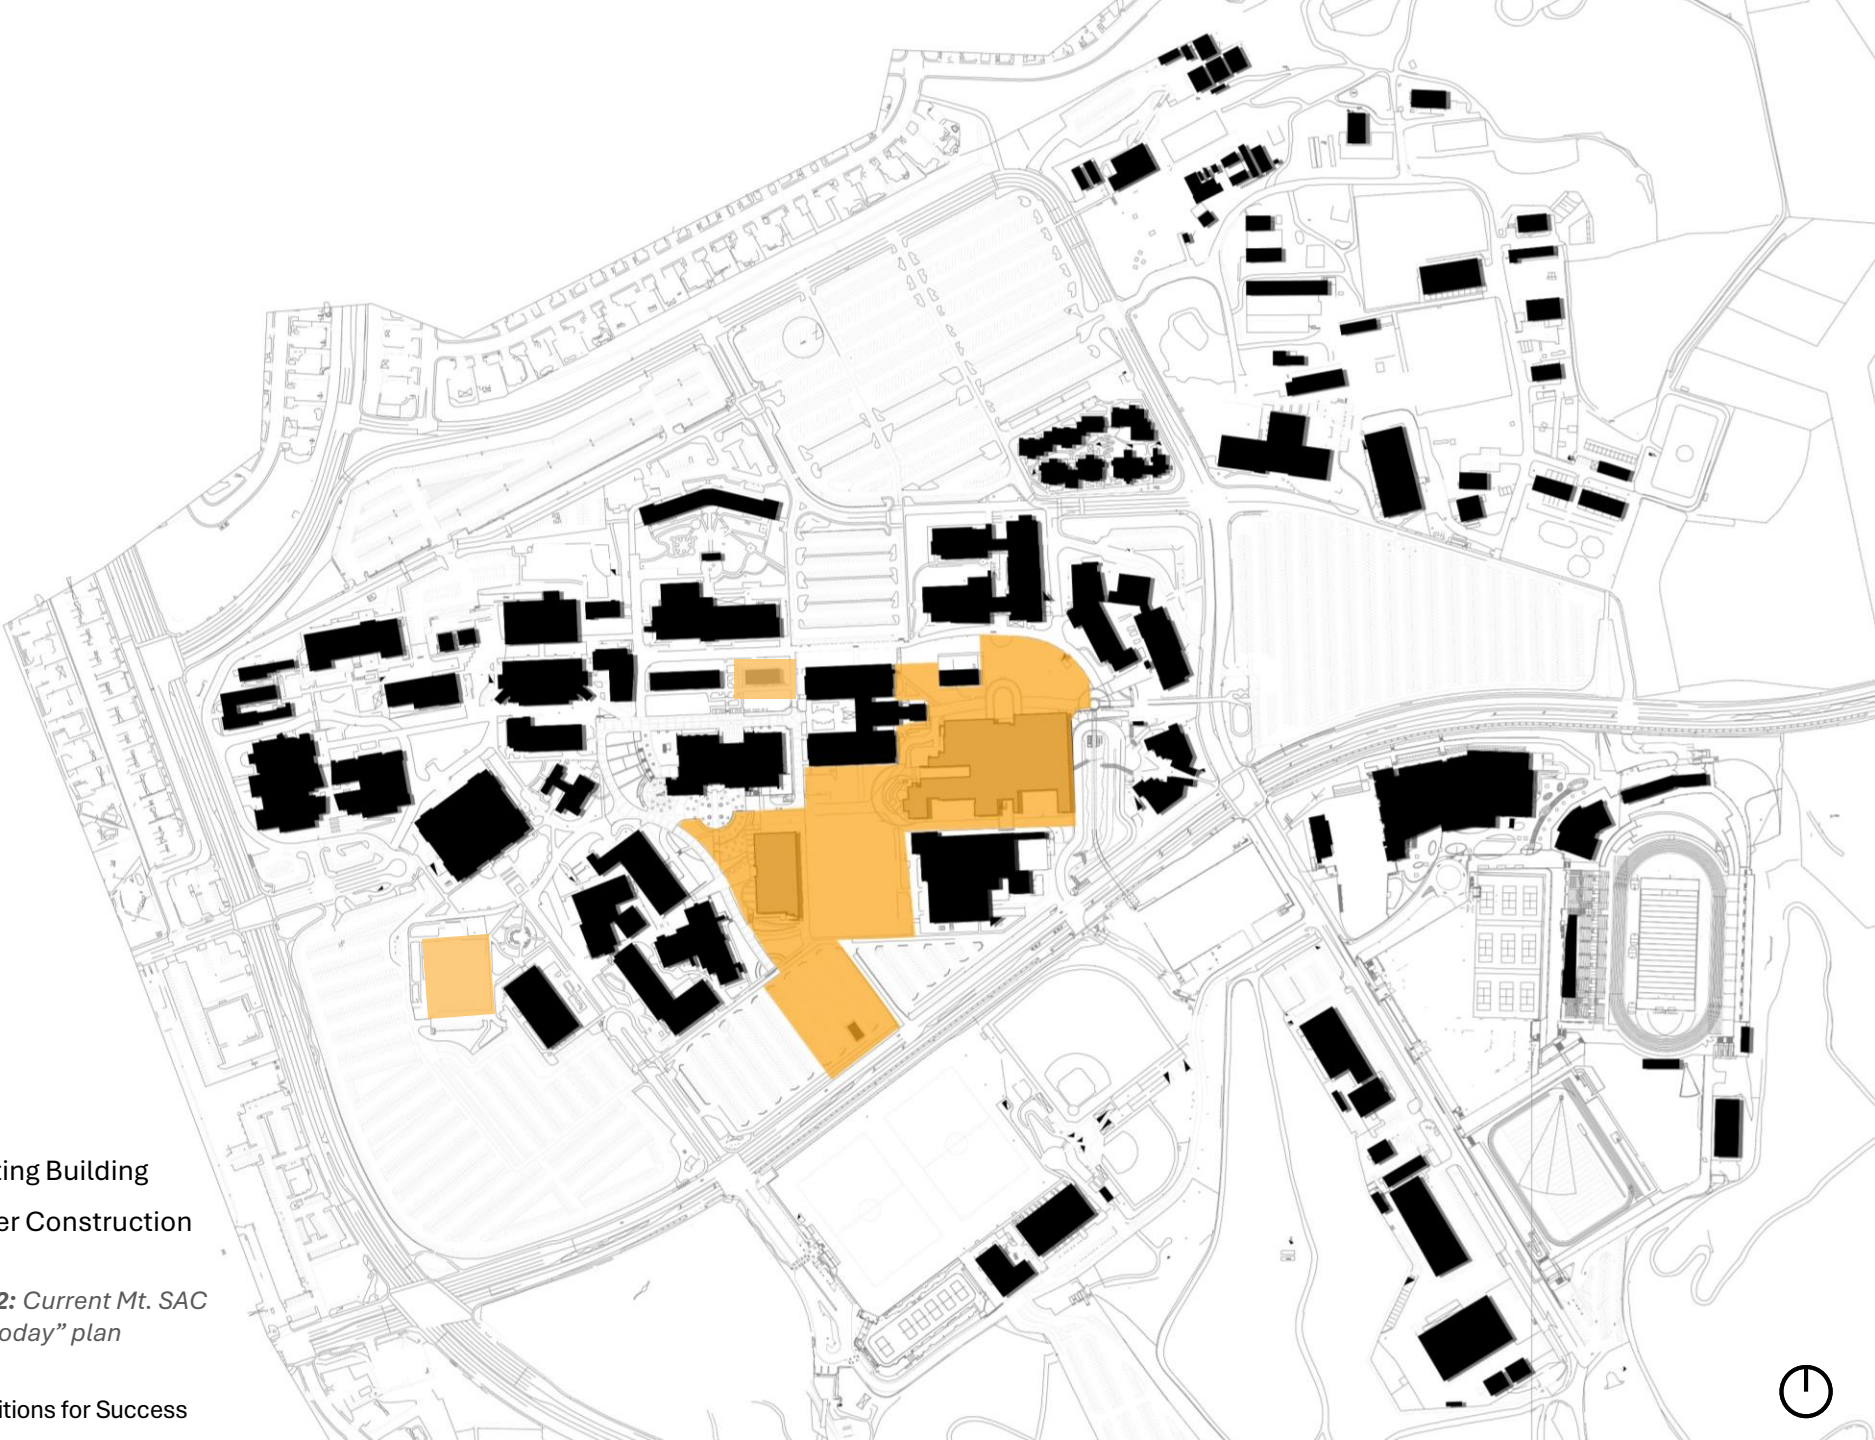 ting Building
er Construction
2: Current Mt. SAC
oday” plan
itions for Success